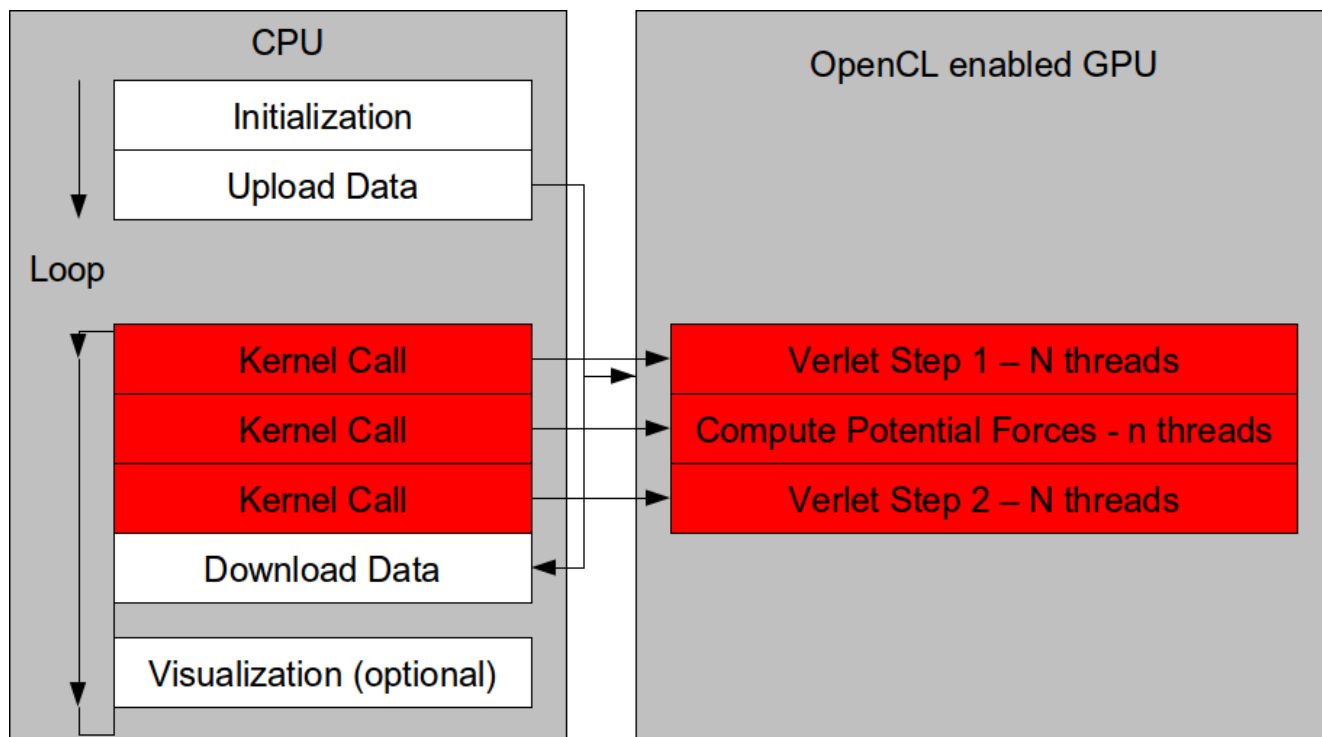 CPU
Initialization
Upload Data
Loop
Kernel Call
Kernel Call
Kernel Call
Download Data
Visualization (optional)
OpenCL enabled GPU
Verlet Step 1 – N threads
Compute Potential Forces - n threads
Verlet Step 2 – N threads